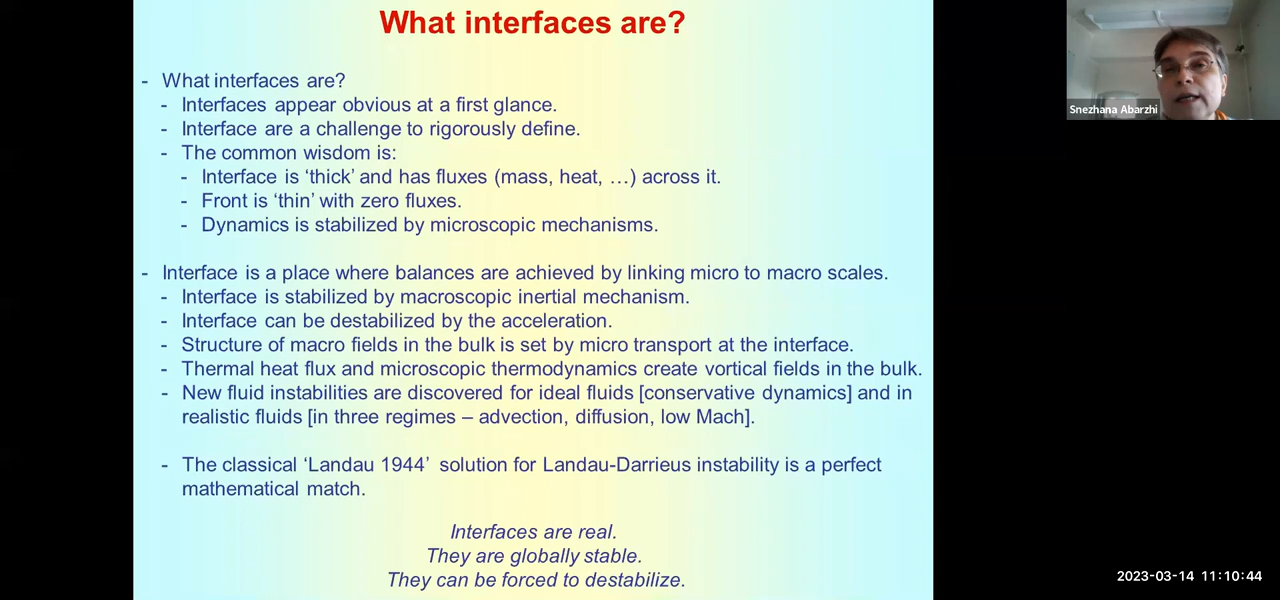 What interfaces are?
- What interfaces are?
- Interfaces appear obvious at a first glance.
- Interface are a challenge to rigorously define.
- The common wisdom is:
- Interface is ‘thick’ and has fluxes (mass, heat, …) across it.
- Front is ‘thin’ with zero fluxes.
- Dynamics is stabilized by microscopic mechanisms.
- Interface is a place where balances are achieved by linking micro to macro scales.
- Interface is stabilized by macroscopic inertial mechanism.
- Interface can be destabilized by the acceleration.
- Structure of macro fields in the bulk is set by micro transport at the interface.
- Thermal heat flux and microscopic thermodynamics create vortical fields in the bulk.
- New fluid instabilities are discovered for ideal fluids [conservative dynamics] and in
realistic fluids [in three regimes – advection, diffusion, low Mach].
- The classical ‘Landau 1944’ solution for Landau-Darrieus instability is a perfect
mathematical match.
Interfaces are real.
They are globally stable.
They can be forced to destabilize.
Snezhana Abarzhi
2023-03-14 11:10:44